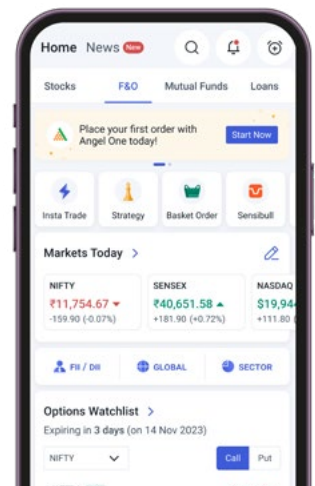 Home News New
Stocks F&O Mutual Funds Loans
Place your first order with
Angel One today!
Start Now
Insta Trade Strategy Basket Order Sensibull
Markets Today >
NIFTY SENSEX NASDAQ
₹11,754.67 ▼ ₹40,651.58 ▲ $19,94
-159.90 (-0.07%) +181.90 (+0.72%) +111.80
FII / DII GLOBAL SECTOR
Options Watchlist >
Expiring in 3 days (on 14 Nov 2023)
NIFTY Call Put